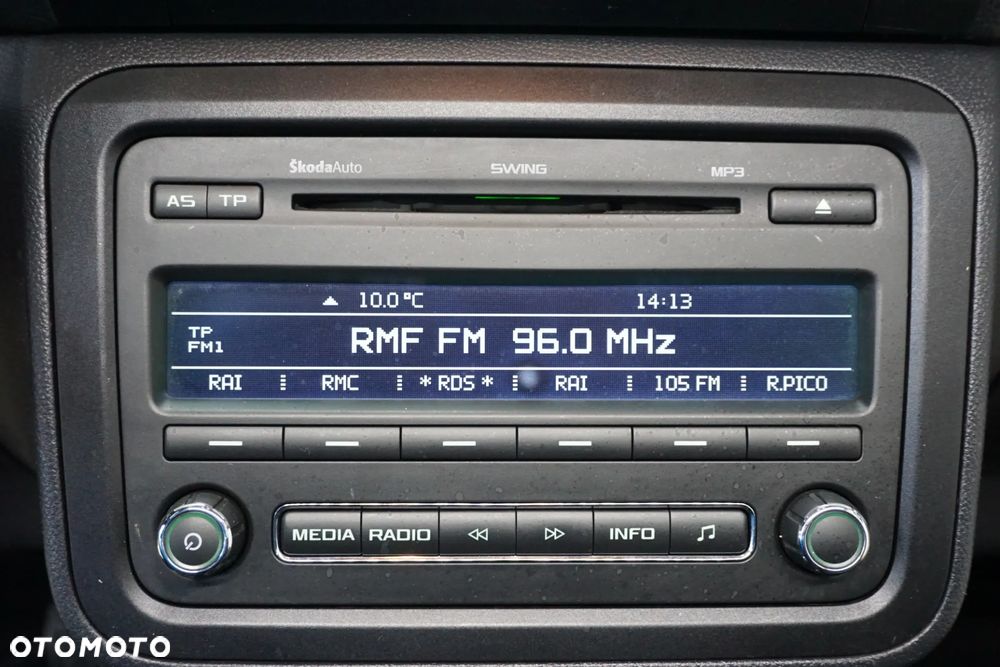 ŠkodaAuto SWING MP3
AS TP
10.0 °C 14:13
TP
FM1
RMF FM 96.0 MHz
RAI RMC *RDS* RAI 105 FM R.PICO
MEDIA RADIO INFO
OTOMOTO